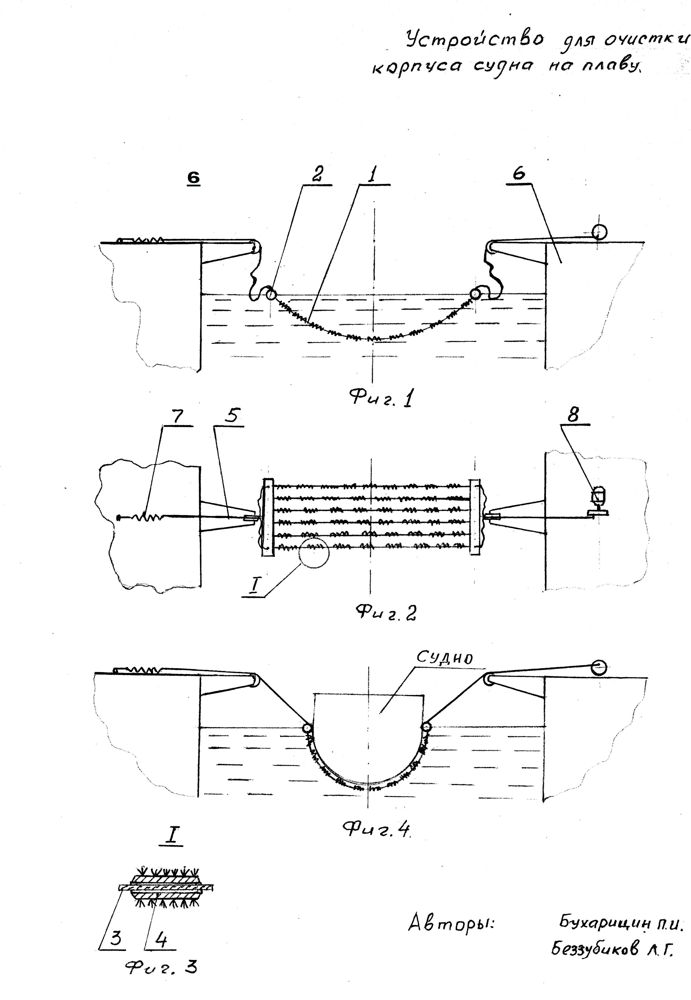 Устройство для очистки
корпуса судна на плаву.
6 2 1 6
Фиг. 1
7 5 8
I
Фиг. 2
Судно
Фиг. 4.
I
3 4
Фиг. 3
Авторы: Бухарищин П.И.
Беззубиков Л.Г.